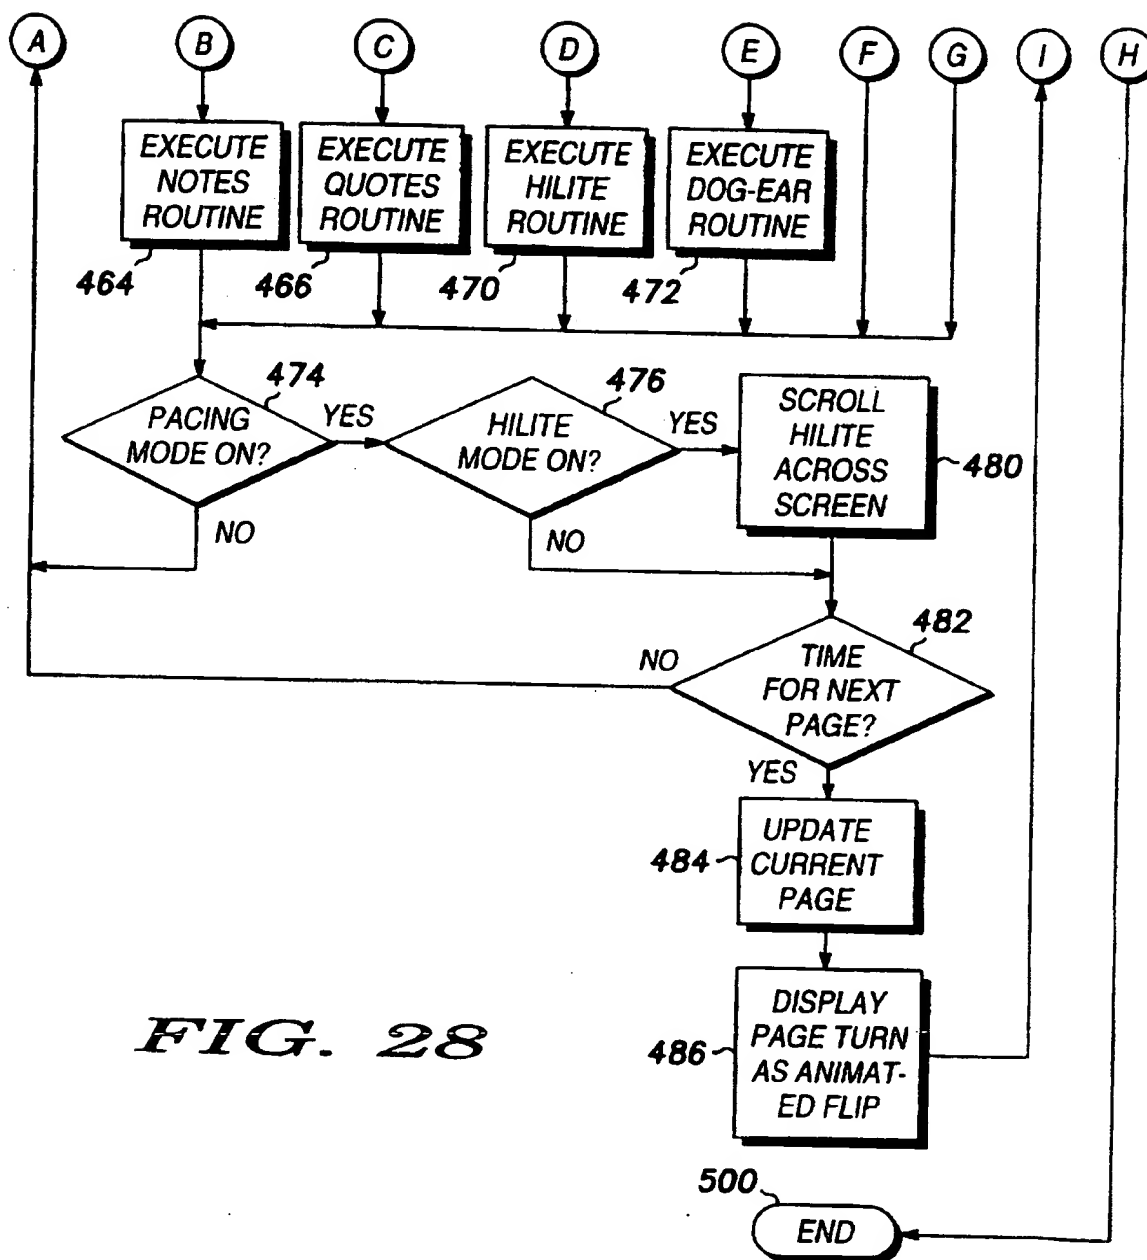 A B C D E F G I H
EXECUTE
NOTES
ROUTINE
464
EXECUTE
QUOTES
ROUTINE
466
EXECUTE
HILITE
ROUTINE
470
EXECUTE
DOG-EAR
ROUTINE
472
474
PACING
MODE ON?
YES
NO
476
HILITE
MODE ON?
YES
NO
SCROLL
HILITE
ACROSS
SCREEN
480
482
TIME
FOR NEXT
PAGE?
NO
YES
UPDATE
CURRENT
PAGE
484
DISPLAY
PAGE TURN
AS ANIMAT-
ED FLIP
486
FIG. 28
500
END